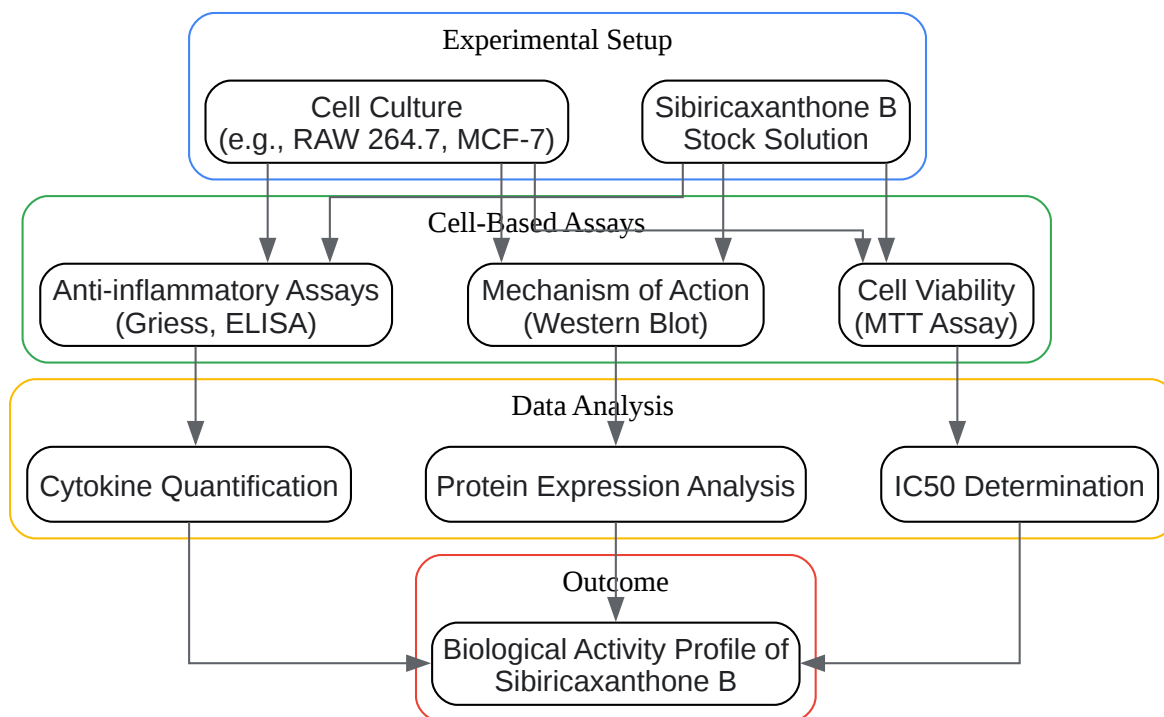 Experimental Setup
Cell Culture
(e.g., RAW 264.7, MCF-7)
Sibiricaxanthone B
Stock Solution
Cell-Based Assays
Anti-inflammatory Assays
(Griess, ELISA)
Mechanism of Action
(Western Blot)
Cell Viability
(MTT Assay)
Data Analysis
Cytokine Quantification
Protein Expression Analysis
IC50 Determination
Outcome
Biological Activity Profile of
Sibiricaxanthone B